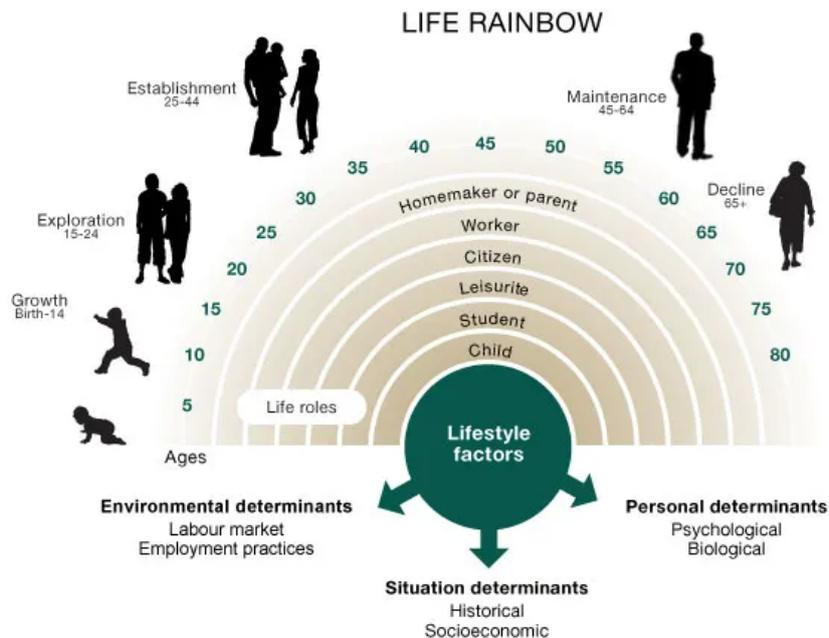 LIFE RAINBOW
Establishment
25-44
Maintenance
45-64
Exploration
15-24
Decline
65+
Growth
Birth-14
5
10
15
20
25
30
35
40
45
50
55
60
65
70
75
80
Ages
Homemaker or parent
Worker
Citizen
Leisurite
Student
Child
Life roles
Lifestyle
factors
Environmental determinants
Labour market
Employment practices
Personal determinants
Psychological
Biological
Situation determinants
Historical
Socioeconomic